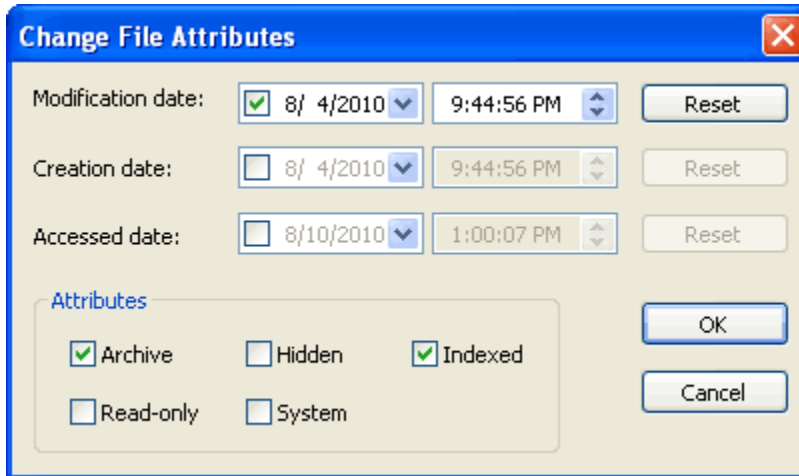 Change File Attributes
Modification date: 8/ 4/2010 9:44:56 PM Reset
Creation date: 8/ 4/2010 9:44:56 PM Reset
Accessed date: 8/10/2010 1:00:07 PM Reset
Attributes
Archive Hidden Indexed
Read-only System
OK
Cancel